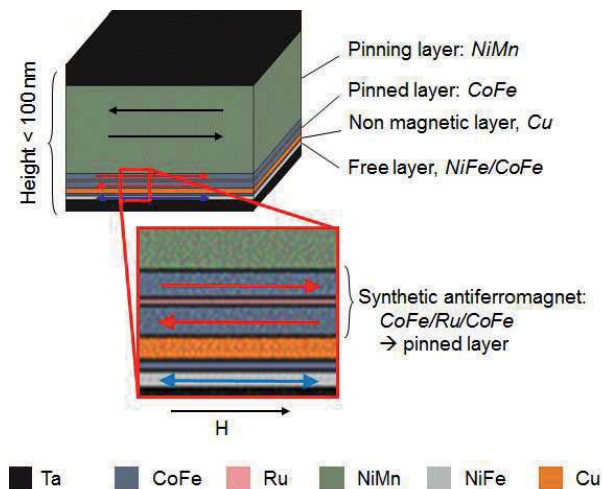 Height < 100 nm
Pinning layer: NiMn
Pinned layer: CoFe
Non magnetic layer, Cu
Free layer, NiFe/CoFe
Synthetic antiferromagnet:
CoFe/Ru/CoFe
→ pinned layer
H
Ta CoFe Ru NiMn NiFe Cu